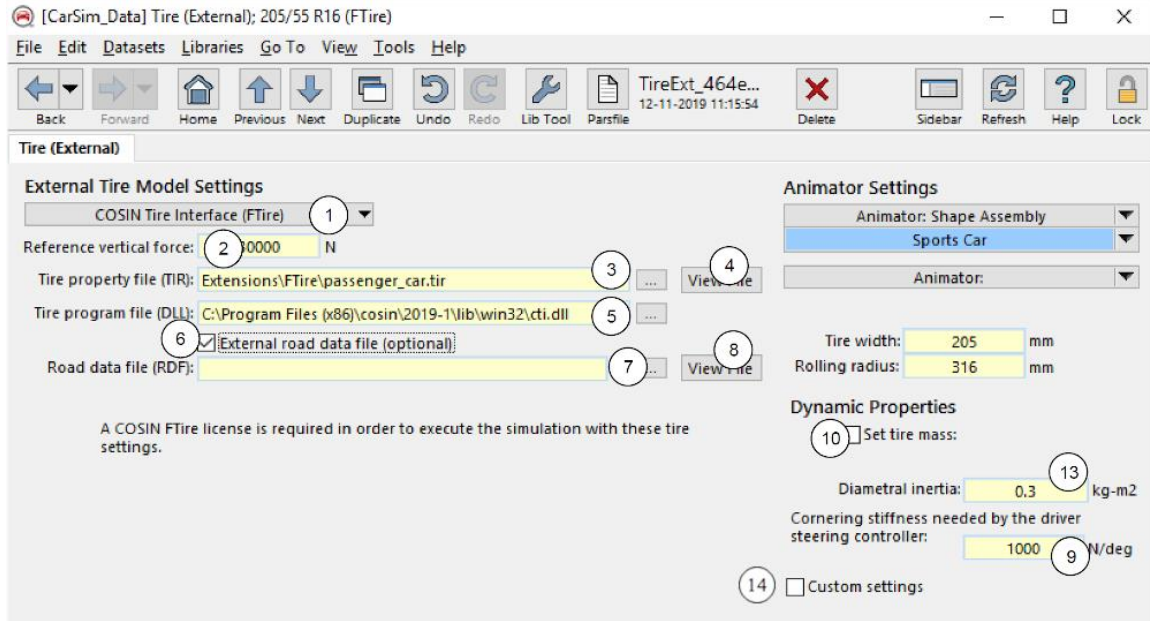 [CarSim_Data] Tire (External); 205/55 R16 (FTire)
File Edit Datasets Libraries Go To View Tools Help
Back Forward Home Previous Next Duplicate Undo Redo Lib Tool Parsfile
TireExt_464e...
12-11-2019 11:15:54
Delete Sidebar Refresh Help Lock
Tire (External)
External Tire Model Settings
COSIN Tire Interface (FTire) 1
Reference vertical force: 2 0000 N
Tire property file (TIR): Extensions\FTire\passenger_car.tir 3 ... View File 4
Tire program file (DLL): C:\Program Files (x86)\cosin\2019-1\lib\win32\cti.dll 5 ...
6 External road data file (optional)
Road data file (RDF): 7 ... View File 8
A COSIN FTire license is required in order to execute the simulation with these tire
settings.
Animator Settings
Animator: Shape Assembly
Sports Car
Animator:
Tire width: 205 mm
Rolling radius: 316 mm
Dynamic Properties
10 Set tire mass:
13
Diametral inertia: 0.3 kg-m2
Cornering stiffness needed by the driver
steering controller:
1000 9 N/deg
14 Custom settings